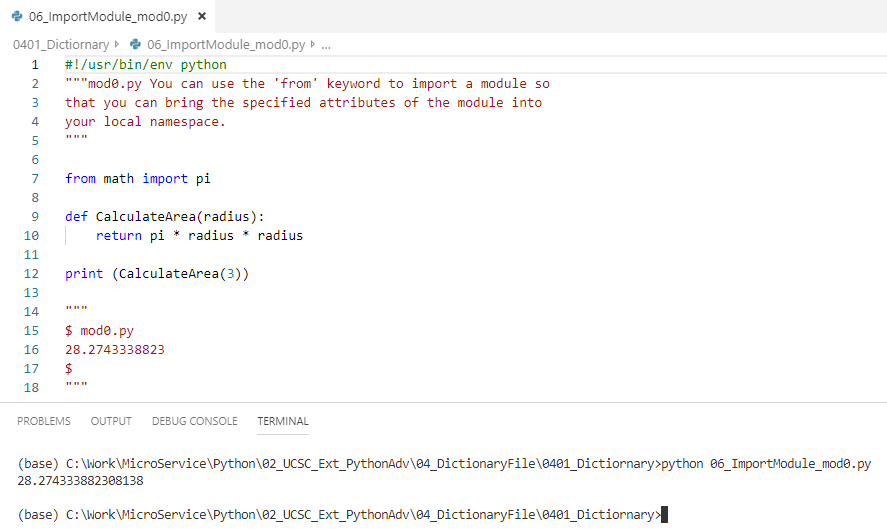 06_ImportModule_mod0.py ×
0401_Dictiornary 06_ImportModule_mod0.py ...
1 #!/usr/bin/env python
2 """mod0.py You can use the 'from' keyword to import a module so
3 that you can bring the specified attributes of the module into
4 your local namespace.
5 """
6
7 from math import pi
8
9 def CalculateArea(radius):
10     return pi * radius * radius
11
12 print (CalculateArea(3))
13
14 """
15 $ mod0.py
16 28.2743338823
17 $
18 """
PROBLEMS OUTPUT DEBUG CONSOLE TERMINAL
(base) C:\Work\MicroService\Python\02_UCSC_Ext_PythonAdv\04_DictionaryFile\0401_Dictiornary>python 06_ImportModule_mod0.py
28.274333882308138
(base) C:\Work\MicroService\Python\02_UCSC_Ext_PythonAdv\04_DictionaryFile\0401_Dictiornary>